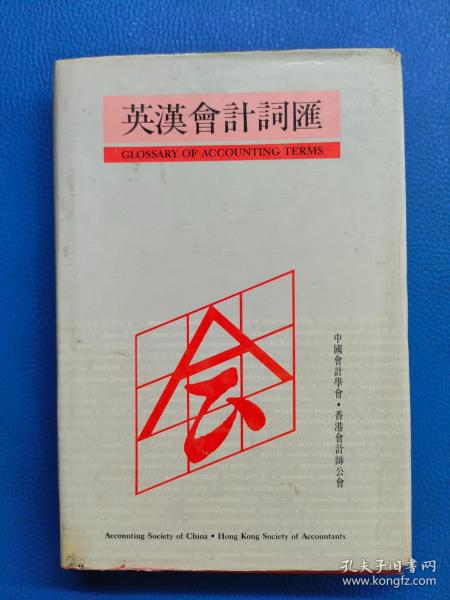 英漢會計詞匯
GLOSSARY OF ACCOUNTING TERMS
会
中國會計學會・香港會計師公會
Accounting Society of China • Hong Kong Society of Accountants
孔夫子旧书网
www.kongfz.com